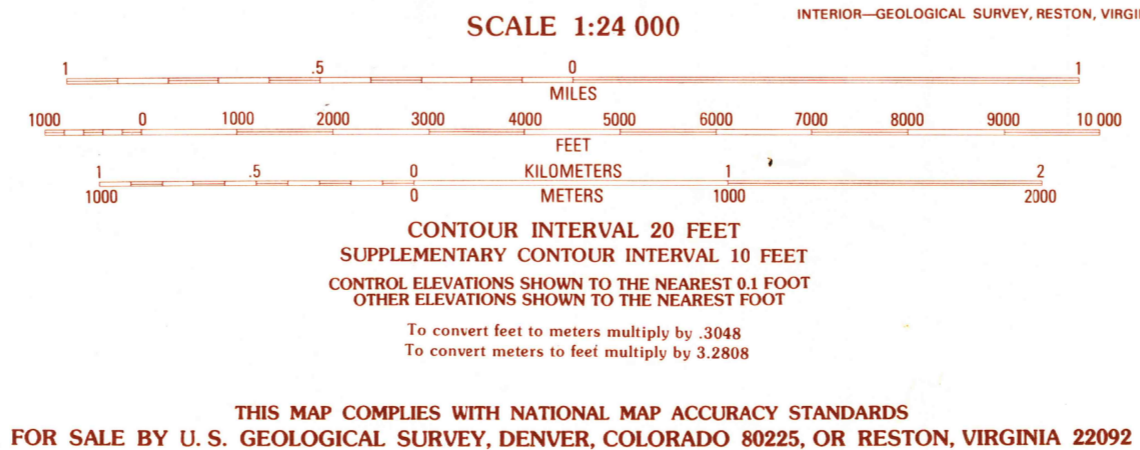 SCALE 1:24 000
INTERIOR—GEOLOGICAL SURVEY, RESTON,
1 .5 0 1
MILES
1000 0 1000 2000 3000 4000 5000 6000 7000 8000 9000 10 000
FEET
1 .5 0 KILOMETERS 1 2
1000 0 METERS 1000 2000
CONTOUR INTERVAL 20 FEET
SUPPLEMENTARY CONTOUR INTERVAL 10 FEET
CONTROL ELEVATIONS SHOWN TO THE NEAREST 0.1 FOOT
OTHER ELEVATIONS SHOWN TO THE NEAREST FOOT
To convert feet to meters multiply by .3048
To convert meters to feet multiply by 3.2808
THIS MAP COMPLIES WITH NATIONAL MAP ACCURACY STANDARDS
FOR SALE BY U. S. GEOLOGICAL SURVEY, DENVER, COLORADO 80225, OR RESTON, VIRGINIA 22092